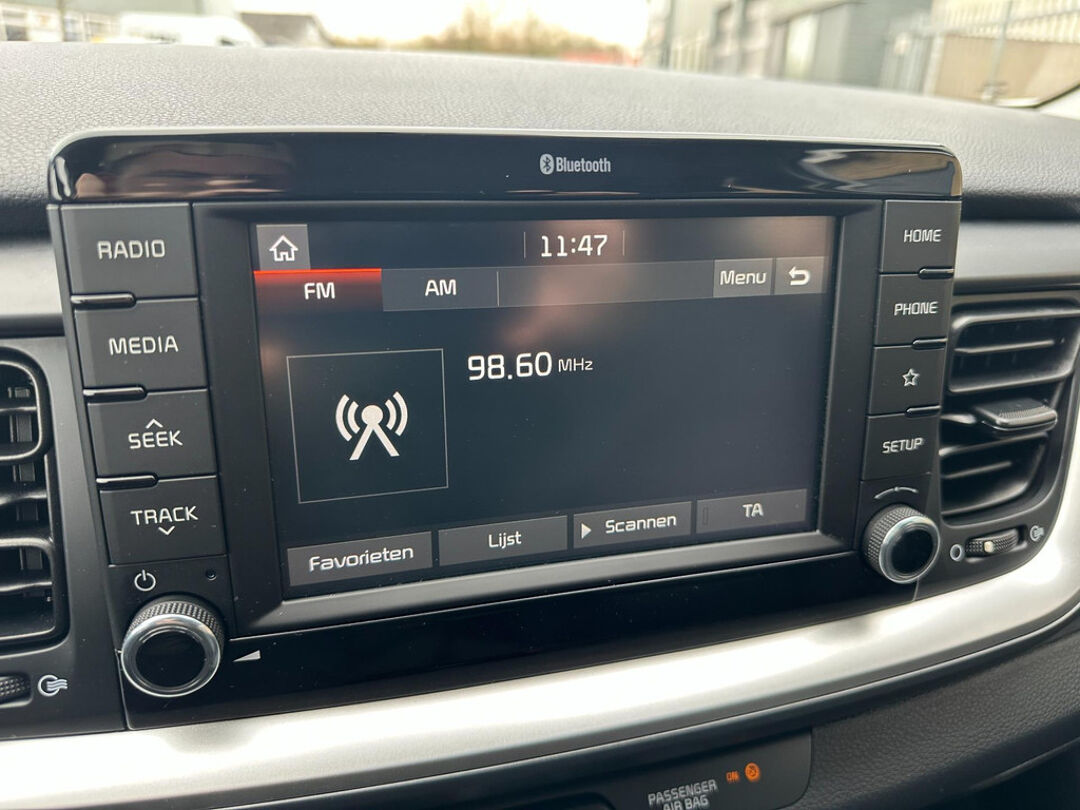 Bluetooth
RADIO
MEDIA
SEEK
TRACK
11:47
FM
AM
Menu
98.60 MHz
Favorieten
Lijst
Scannen
TA
HOME
PHONE
SETUP
PASSENGER
AIR BAG
ON